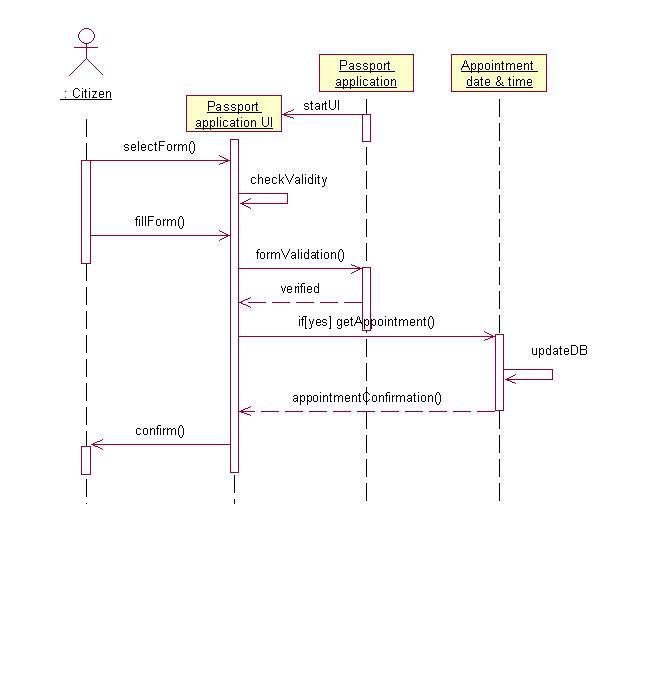 Passport
application
Appointment
date & time
: Citizen
Passport
application UI
startUI
selectForm()
checkValidity
fillForm()
formValidation()
verified
if[yes] getAppointment()
updateDB
appointmentConfirmation()
confirm()